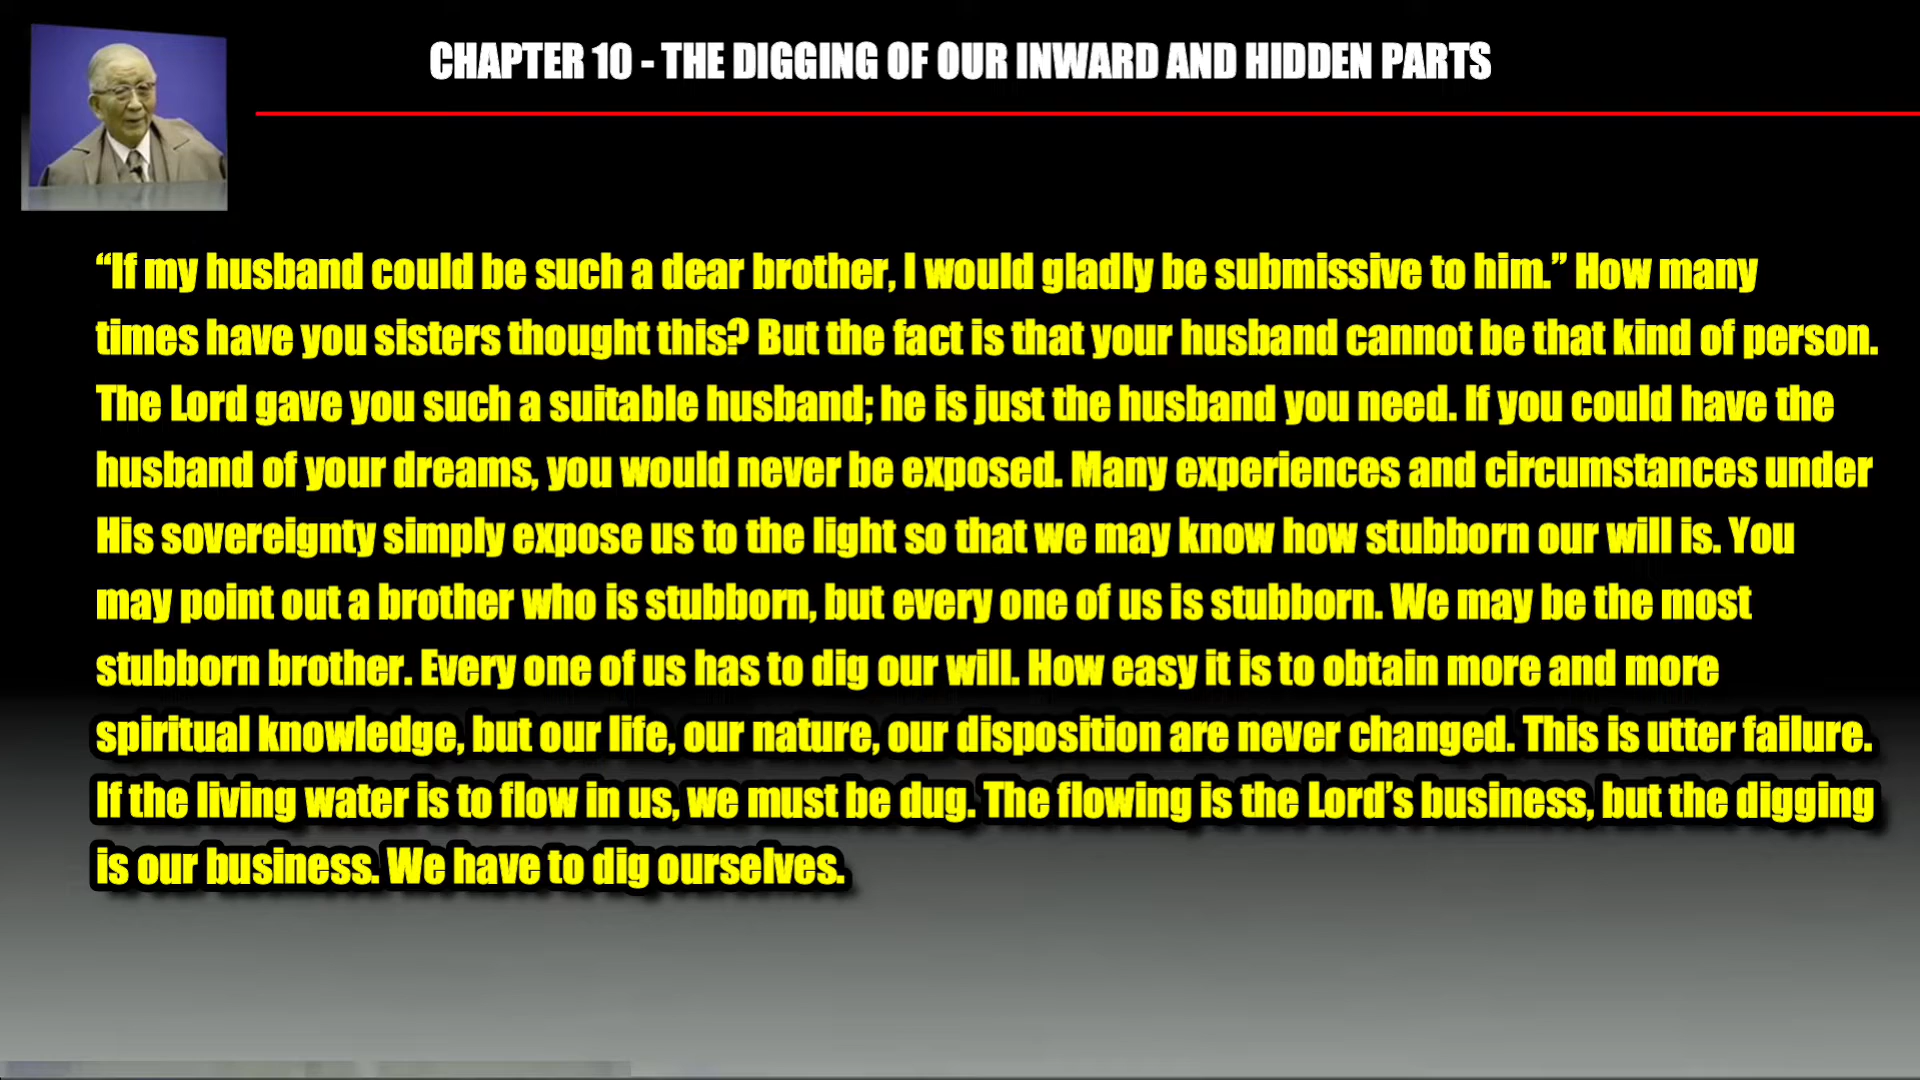 CHAPTER 10 - THE DIGGING OF OUR INWARD AND HIDDEN PARTS
“If my husband could be such a dear brother, I would gladly be submissive to him.” How many
times have you sisters thought this? But the fact is that your husband cannot be that kind of person.
The Lord gave you such a suitable husband; he is just the husband you need. If you could have the
husband of your dreams, you would never be exposed. Many experiences and circumstances under
His sovereignty simply expose us to the light so that we may know how stubborn our will is. You
may point out a brother who is stubborn, but every one of us is stubborn. We may be the most
stubborn brother. Every one of us has to dig our will. How easy it is to obtain more and more
spiritual knowledge, but our life, our nature, our disposition are never changed. This is utter failure.
If the living water is to flow in us, we must be dug. The flowing is the Lord’s business, but the digging
is our business. We have to dig ourselves.